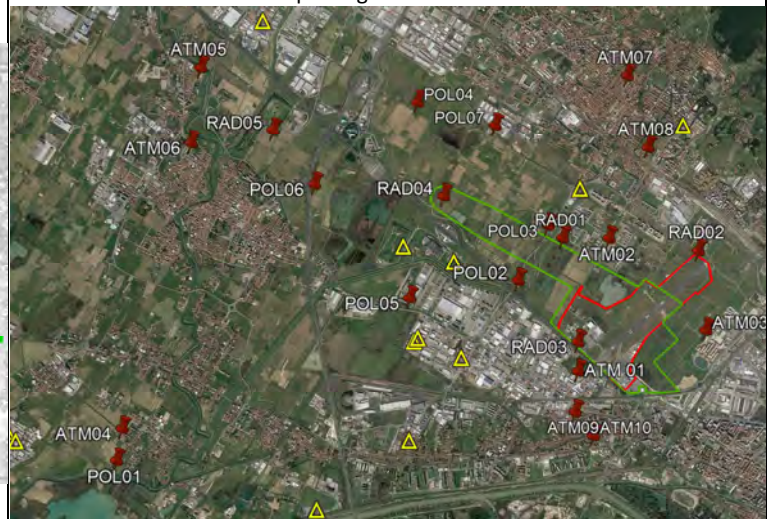 ATM05
ATM07
POL04
RAD05
POL07
ATM06
ATM08
POL06
RAD04
POL03
RAD01
ATM02
RAD02
POL02
POL05
ATM03
RAD03
ATM 01
ATM04
ATM09
ATM10
POL01